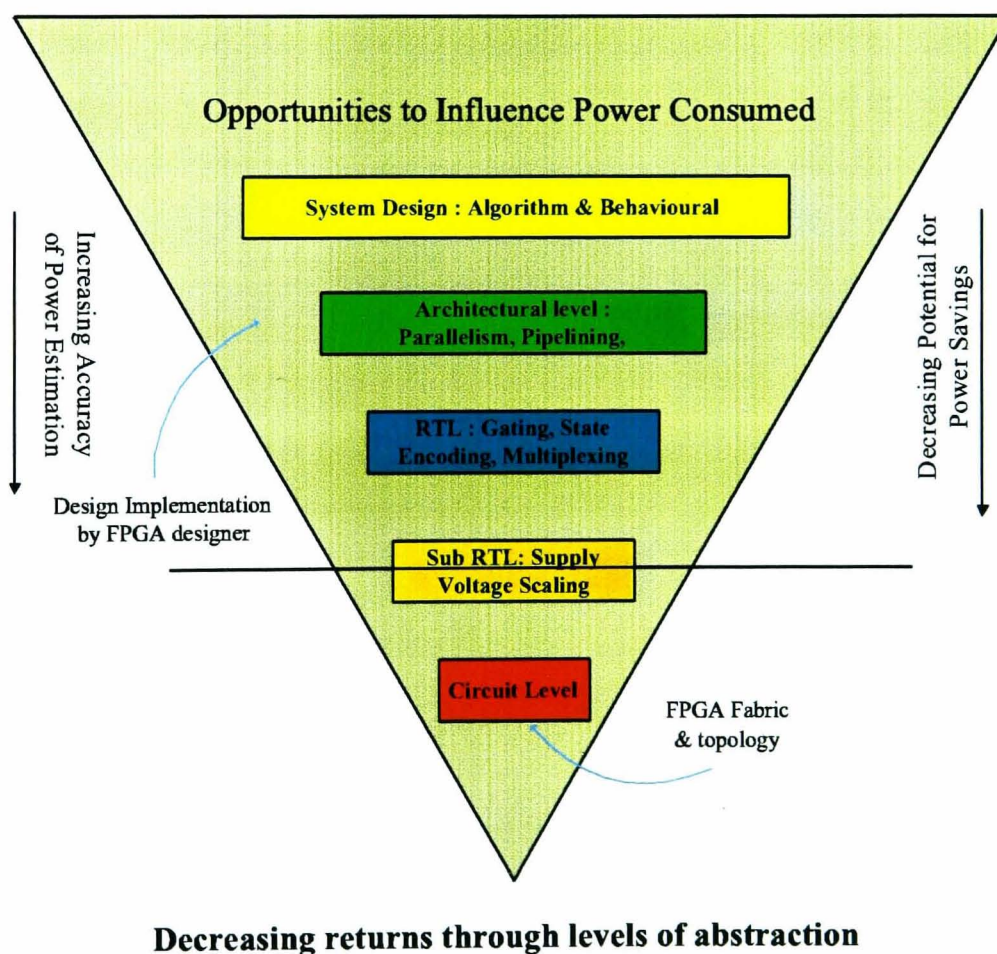 Opportunities to Influence Power Consumed
System Design : Algorithm & Behavioural
Increasing Accuracy
of Power Estimation
Decreasing Potential for
Power Savings
Architectural level :
Parallelism, Pipelining,
RTL : Gating, State
Encoding, Multiplexing
Design Implementation
by FPGA designer
Sub RTL: Supply
Voltage Scaling
Circuit Level
FPGA Fabric
& topology
Decreasing returns through levels of abstraction